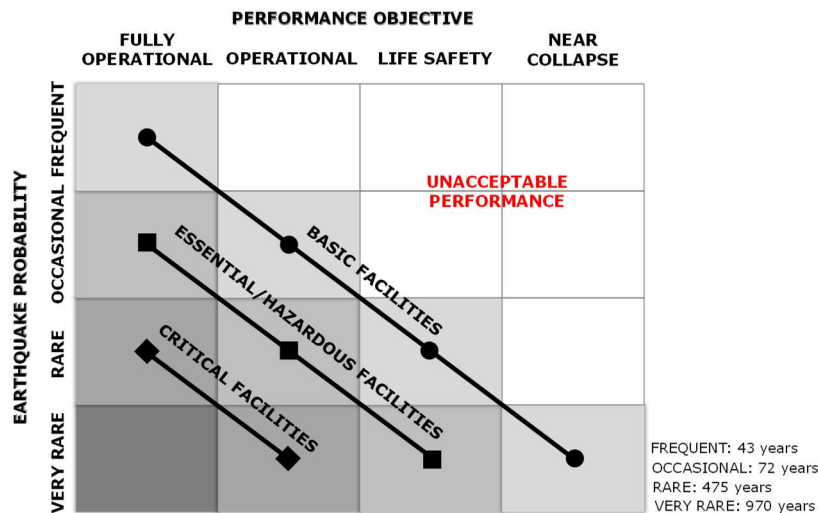 PERFORMANCE OBJECTIVE
FULLY
OPERATIONAL
OPERATIONAL
LIFE SAFETY
NEAR
COLLAPSE
EARTHQUAKE PROBABILITY
FREQUENT
OCCASIONAL
RARE
VERY RARE
UNACCEPTABLE
PERFORMANCE
BASIC FACILITIES
ESSENTIAL/HAZARDOUS FACILITIES
CRITICAL FACILITIES
FREQUENT: 43 years
OCCASIONAL: 72 years
RARE: 475 years
VERY RARE: 970 years